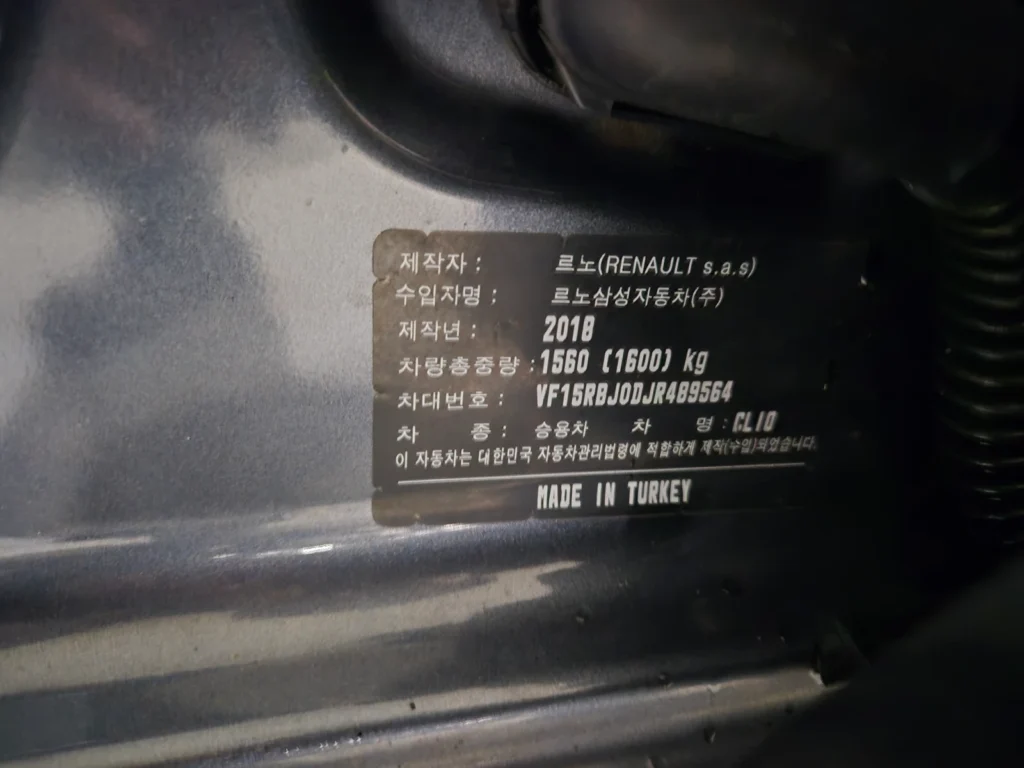 제작자 : 르노(RENAULT s.a.s)
수입자명 : 르노삼성자동차(주)
제작년 : 2018
차량총중량 : 1560 (1600) kg
차대번호 : VF15RBJ0DJR489564
차 종 : 승용차 차 명 : CLIO
이 자동차는 대한민국 자동차관리법령에 적합하게 제작(수입)되었습니다.
MADE IN TURKEY